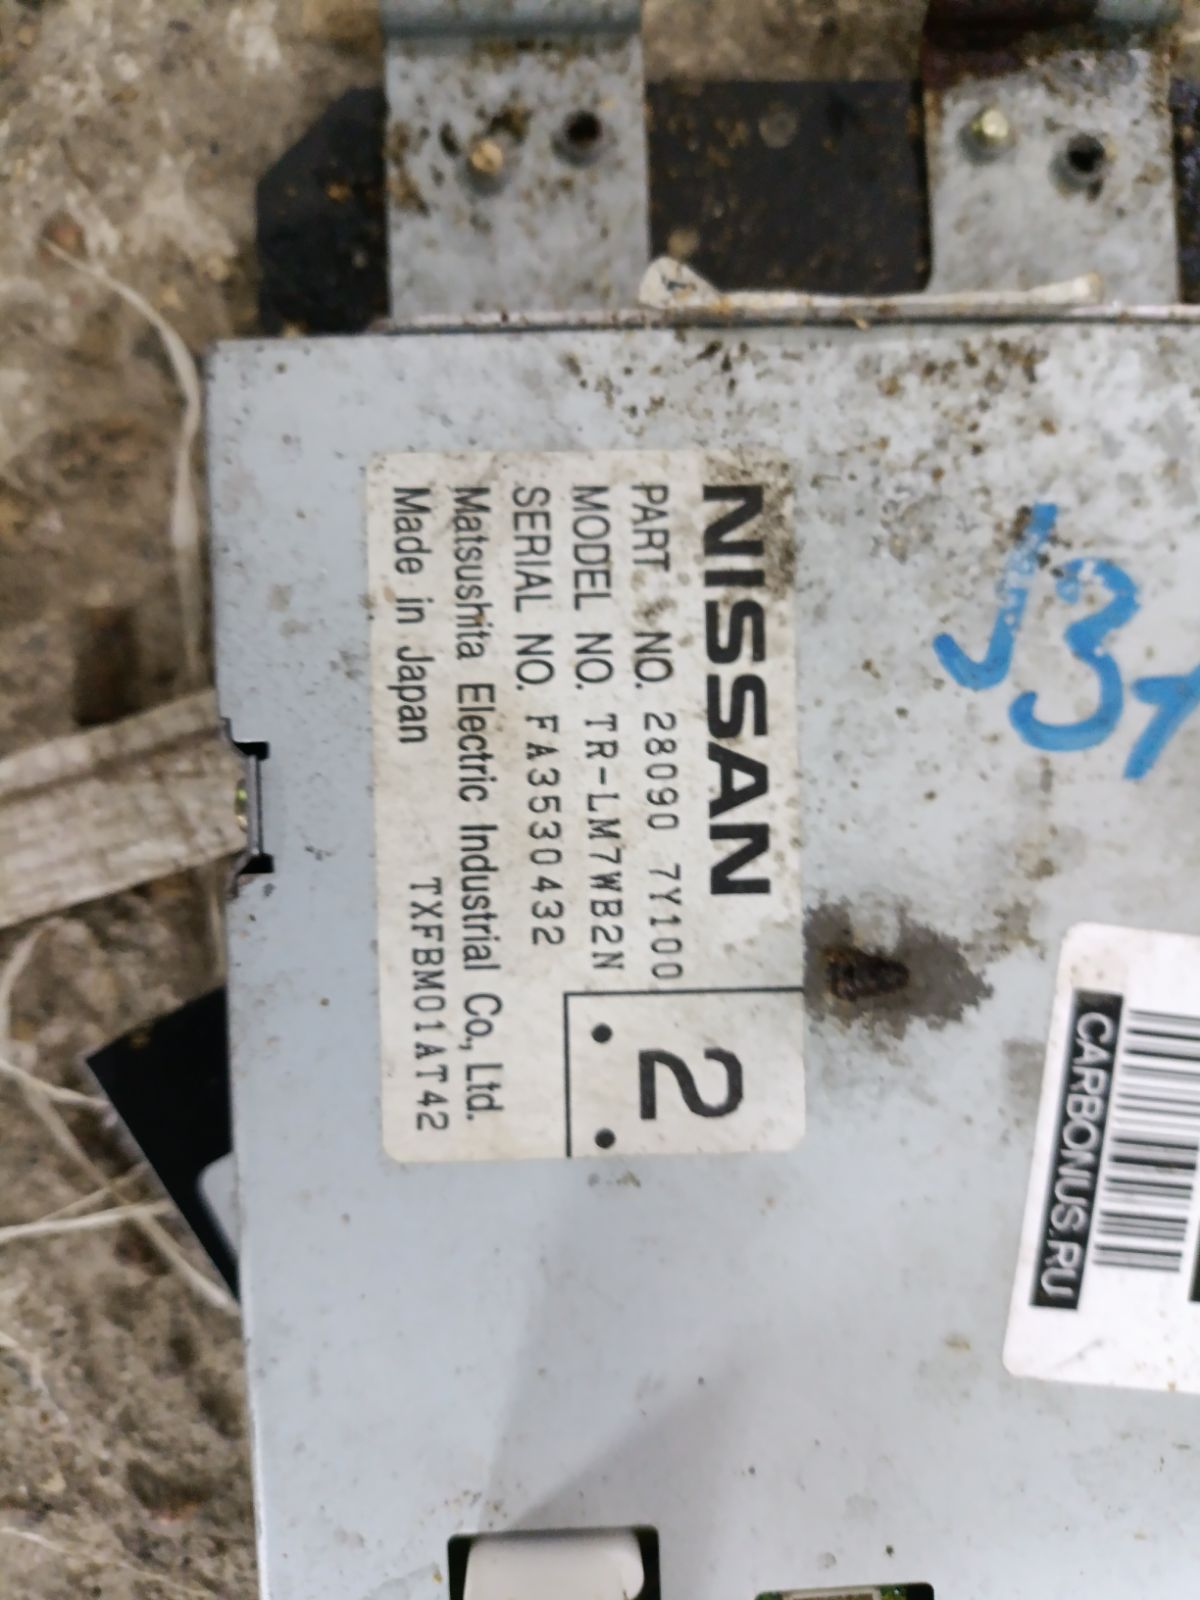 NISSAN
PART NO. 28090 7Y100
MODEL NO. TR-LM7WB2N
SERIAL NO. FA3530432
Matsushita Electric Industrial Co., Ltd.
Made in Japan TXFBM01AT42
2
J31
CARBONUS.RU